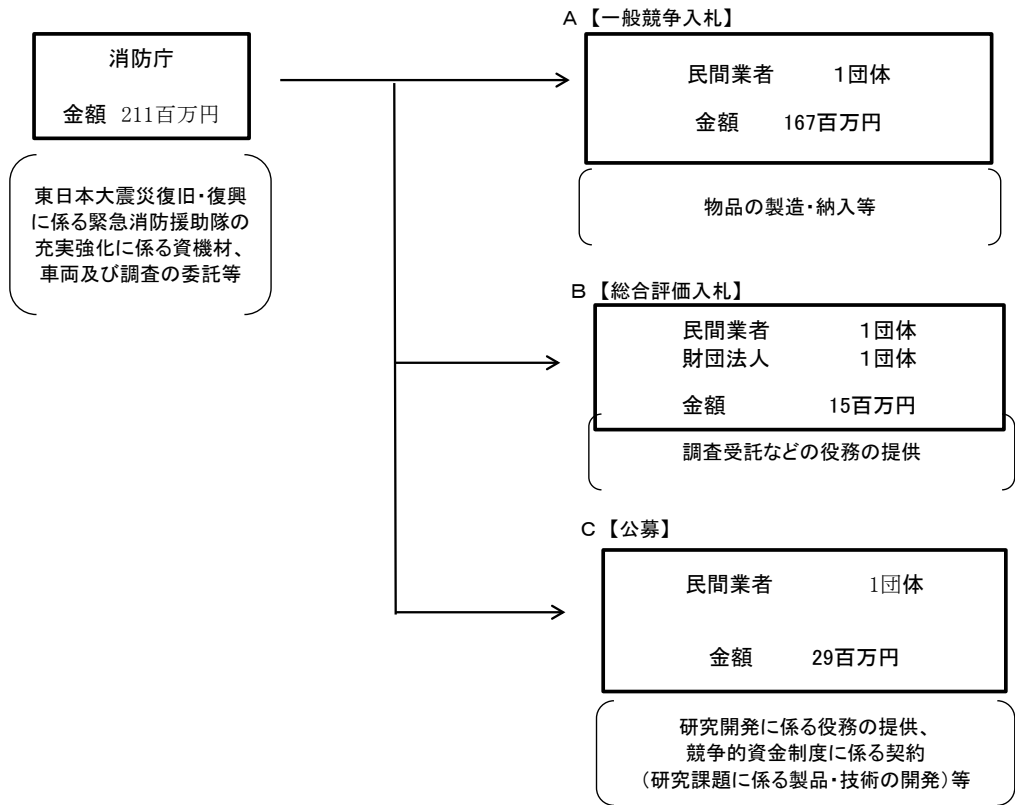 消防庁
金額 211百万円
東日本大震災復旧・復興
に係る緊急消防援助隊の
充実強化に係る資機材、
車両及び調査の委託等
A 【一般競争入札】
民間業者 1団体
金額 167百万円
物品の製造・納入等
B 【総合評価入札】
民間業者 1団体
財団法人 1団体
金額 15百万円
調査受託などの役務の提供
C 【公募】
民間業者 1団体
金額 29百万円
研究開発に係る役務の提供、
競争的資金制度に係る契約
（研究課題に係る製品・技術の開発）等